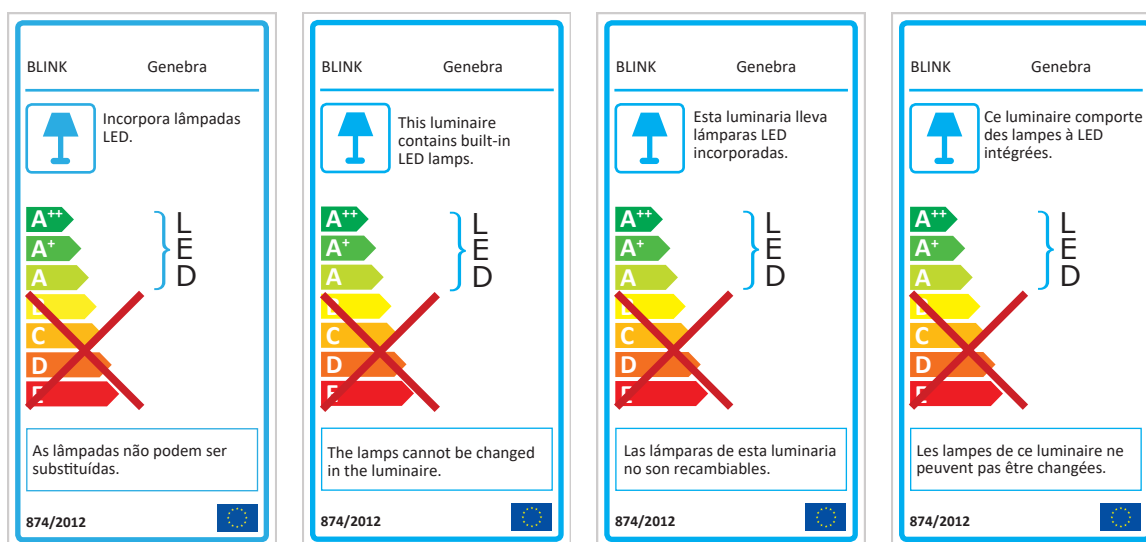 BLINK Genebra
Incorpora lâmpadas
LED.
A++
A+
A
B
C
D
E
L
E
D
As lâmpadas não podem ser
substituídas.
874/2012
BLINK Genebra
This luminaire
contains built-in
LED lamps.
A++
A+
A
B
C
D
E
L
E
D
The lamps cannot be changed
in the luminaire.
874/2012
BLINK Genebra
Esta luminaria lleva
lámparas LED
incorporadas.
A++
A+
A
B
C
D
E
L
E
D
Las lámparas de esta luminaria
no son recambiables.
874/2012
BLINK Genebra
Ce luminaire comporte
des lampes à LED
intégrées.
A++
A+
A
B
C
D
E
L
E
D
Les lampes de ce luminaire ne
peuvent pas être changées.
874/2012